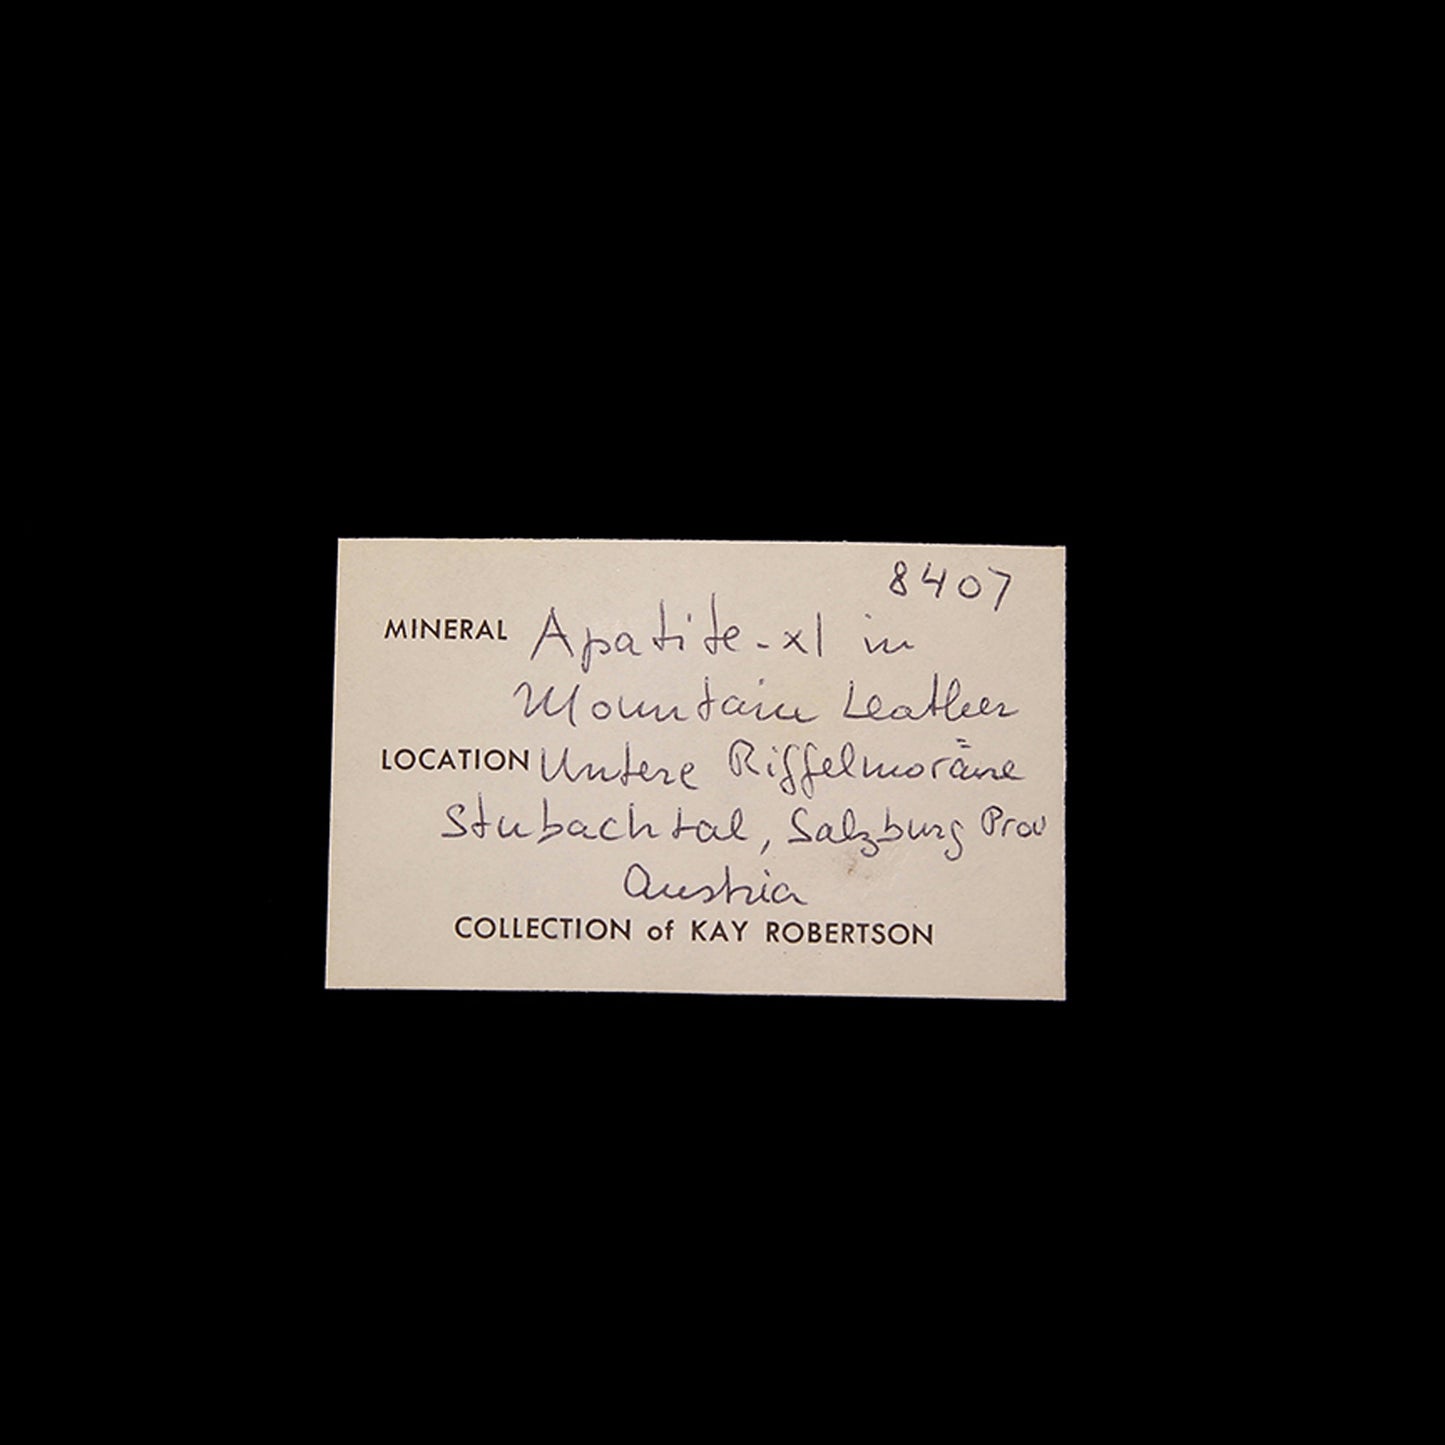 8407
MINERAL Apatite-xl in
Mountain Leather
LOCATION Untere Riffelmoräne
Stubachtal, Salzburg Prov
Austria
COLLECTION of KAY ROBERTSON